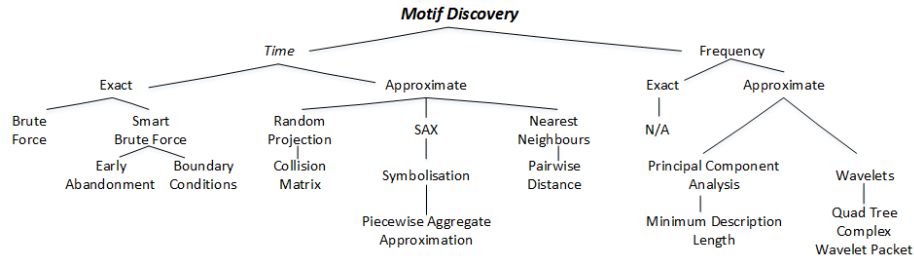 Motif Discovery
Time
Frequency
Exact
Approximate
Exact
Approximate
Brute
Force
Smart
Brute Force
Random
Projection
SAX
Nearest
Neighbours
N/A
Early
Abandonment
Boundary
Conditions
Collision
Matrix
Symbolisation
Pairwise
Distance
Principal Component
Analysis
Wavelets
Piecewise Aggregate
Approximation
Minimum Description
Length
Quad Tree
Complex
Wavelet Packet